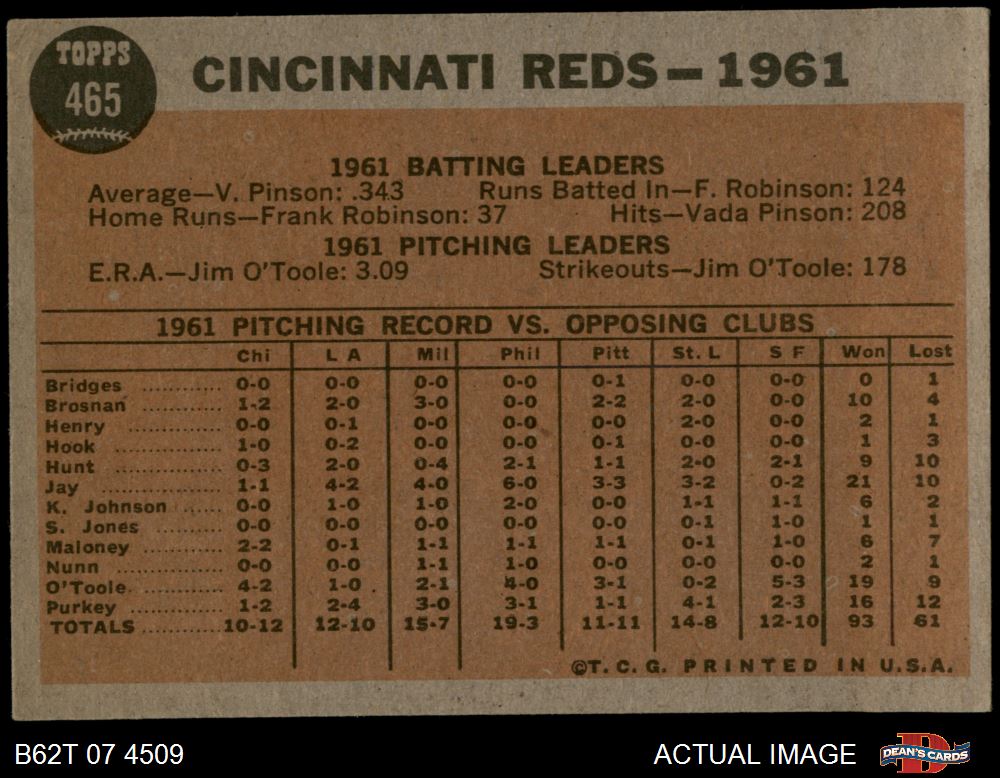 TOPPS
465
CINCINNATI REDS—1961
1961 BATTING LEADERS
Average—V. Pinson: .343 Runs Batted In—F. Robinson: 124
Home Runs—Frank Robinson: 37 Hits—Vada Pinson: 208
1961 PITCHING LEADERS
E.R.A.—Jim O'Toole: 3.09 Strikeouts—Jim O'Toole: 178
1961 PITCHING RECORD VS. OPPOSING CLUBS
Chi L A Mil Phil Pitt St. L S F Won Lost
Bridges ........... 0-0 0-0 0-0 0-0 0-1 0-0 0-0 0 1
Brosnan ........... 1-2 2-0 3-0 0-0 2-2 2-0 0-0 10 4
Henry ............. 0-0 0-1 0-0 0-0 0-0 2-0 0-0 2 1
Hook .............. 1-0 0-2 0-0 0-0 0-1 0-0 0-0 1 3
Hunt .............. 0-3 2-0 0-4 2-1 1-1 2-0 2-1 9 10
Jay ............... 1-1 4-2 4-0 6-0 3-3 3-2 0-2 21 10
K. Johnson ...... 0-0 1-0 1-0 2-0 0-0 1-1 1-1 6 2
S. Jones .......... 0-0 0-0 0-0 0-0 0-0 0-1 1-0 1 1
Maloney ........... 2-2 0-1 1-1 1-1 1-1 0-1 1-0 6 7
Nunn .............. 0-0 0-0 1-1 1-0 0-0 0-0 0-0 2 1
O'Toole ........... 4-2 1-0 2-1 4-0 3-1 0-2 5-3 19 9
Purkey ............ 1-2 2-4 3-0 3-1 1-1 4-1 2-3 16 12
TOTALS ........... 10-12 12-10 15-7 19-3 11-11 14-8 12-10 93 61
©T. C. G. PRINTED IN U.S.A.
B62T 07 4509 ACTUAL IMAGE DEAN'S CARDS